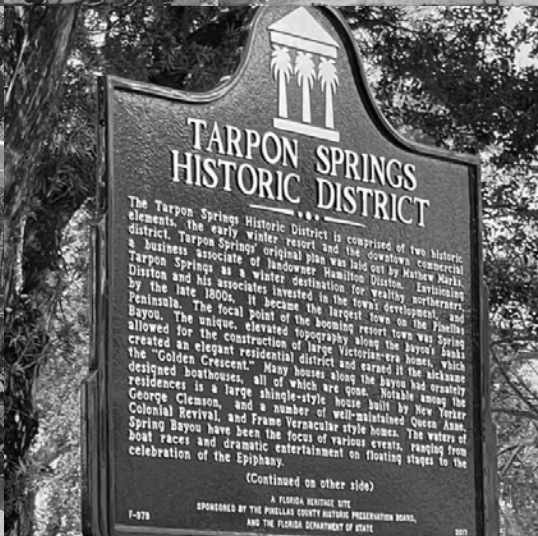 TARPON SPRINGS
HISTORIC DISTRICT
The Tarpon Springs Historic District is comprised of two historic
elements, the early winter resort and the downtown commercial
district. Tarpon Springs' original plan was laid out by Mathew Marks,
a business associate of landowner Hamilton Disston. Envisioning
Tarpon Springs as a winter destination for wealthy northerners,
Disston and his associates invested in the town's development, and
by the late 1800s, it became the largest town on the Pinellas
Peninsula. The focal point of the booming resort town was Spring
Bayou. The unique, elevated topography along the bayou's banks
allowed for the construction of large Victorian-era homes, which
created an elegant residential district and earned it the nickname
the "Golden Crescent." Many houses along the bayou had ornately
designed boathouses, all of which are gone. Notable among the
residences is a large shingle-style house built by New Yorker
George Clemson, and a number of well-maintained Queen Anne,
Colonial Revival, and Frame Vernacular style homes. The waters of
Spring Bayou have been the focus of various events, ranging from
boat races and dramatic entertainment on floating stages to the
celebration of the Epiphany.
(Continued on other side)
A FLORIDA HERITAGE SITE
SPONSORED BY THE PINELLAS COUNTY HISTORIC PRESERVATION BOARD,
AND THE FLORIDA DEPARTMENT OF STATE
F-979
2017